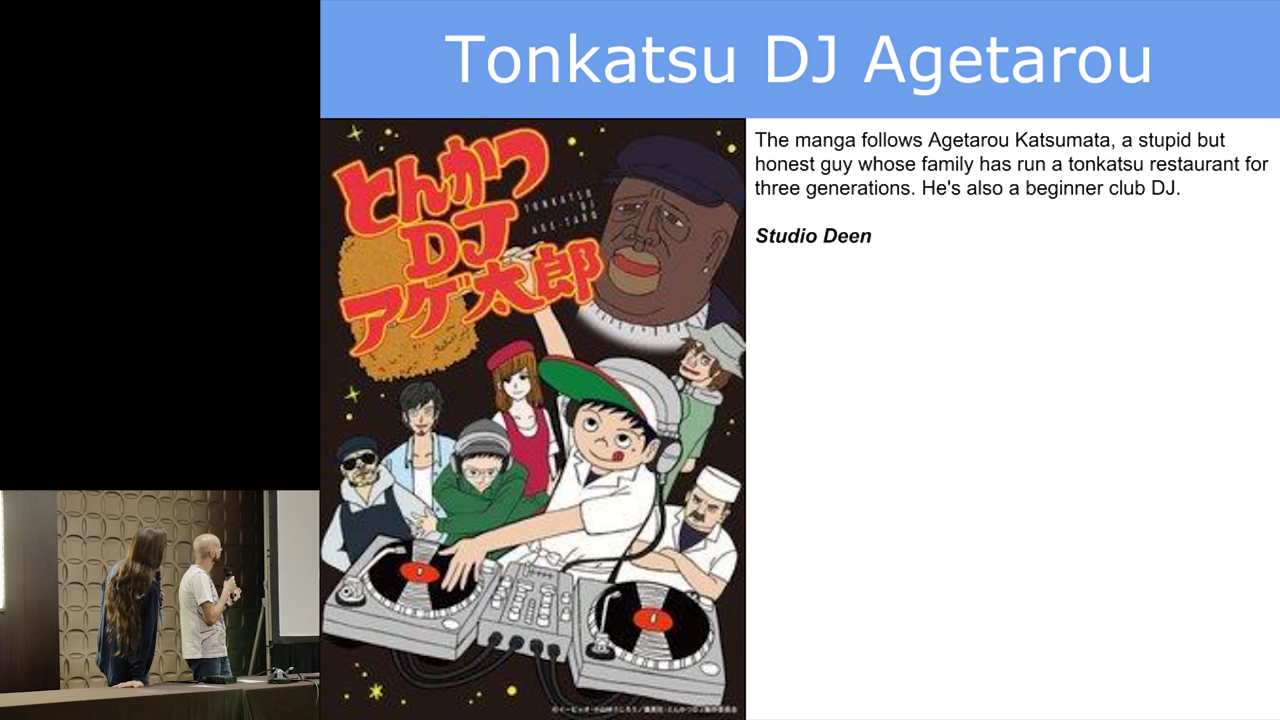 Tonkatsu DJ Agetarou
とんかつ
DJ
アゲ太郎
TONKATSU
DJ
AGE-TARO
The manga follows Agetarou Katsumata, a stupid but
honest guy whose family has run a tonkatsu restaurant for
three generations. He's also a beginner club DJ.
Studio Deen